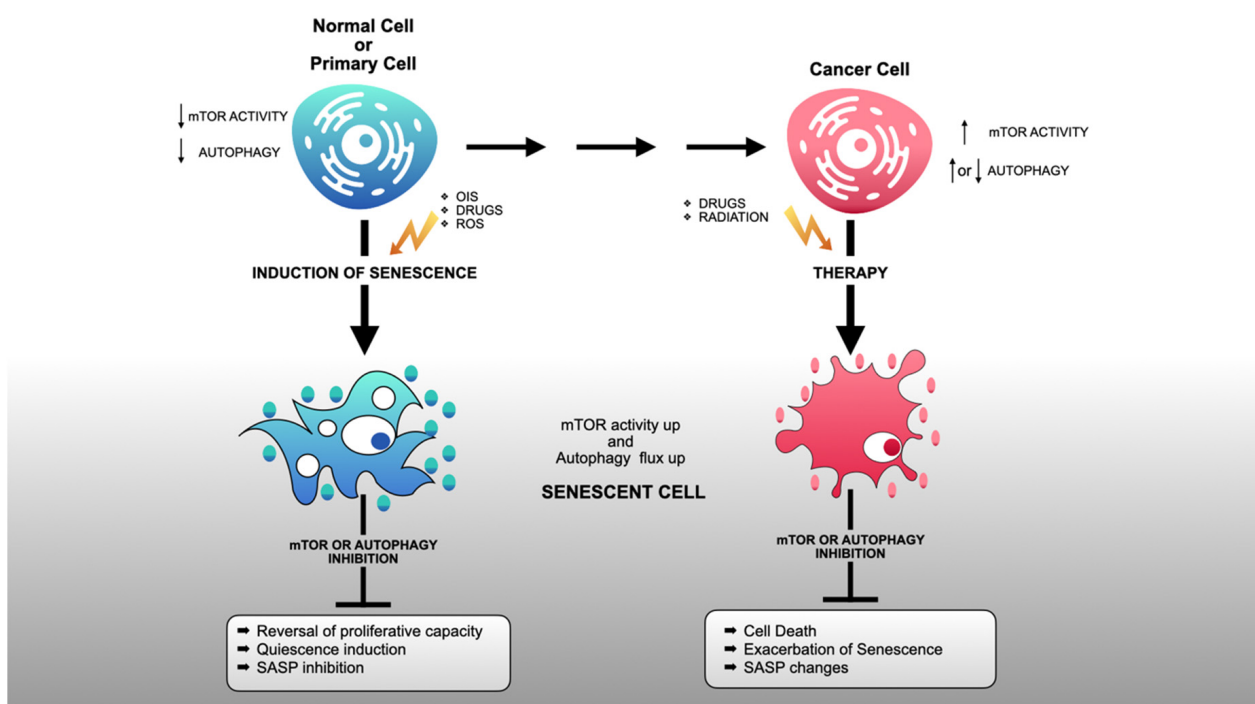 Normal Cell
or
Primary Cell
Cancer Cell
↓ mTOR ACTIVITY
↓ AUTOPHAGY
↑ mTOR ACTIVITY
↑ or ↓ AUTOPHAGY
❖ OIS
❖ DRUGS
❖ ROS
❖ DRUGS
❖ RADIATION
INDUCTION OF SENESCENCE
THERAPY
mTOR activity up
and
Autophagy flux up
SENESCENT CELL
mTOR OR AUTOPHAGY
INHIBITION
mTOR OR AUTOPHAGY
INHIBITION
➡ Reversal of proliferative capacity
➡ Quiescence induction
➡ SASP inhibition
➡ Cell Death
➡ Exacerbation of Senescence
➡ SASP changes